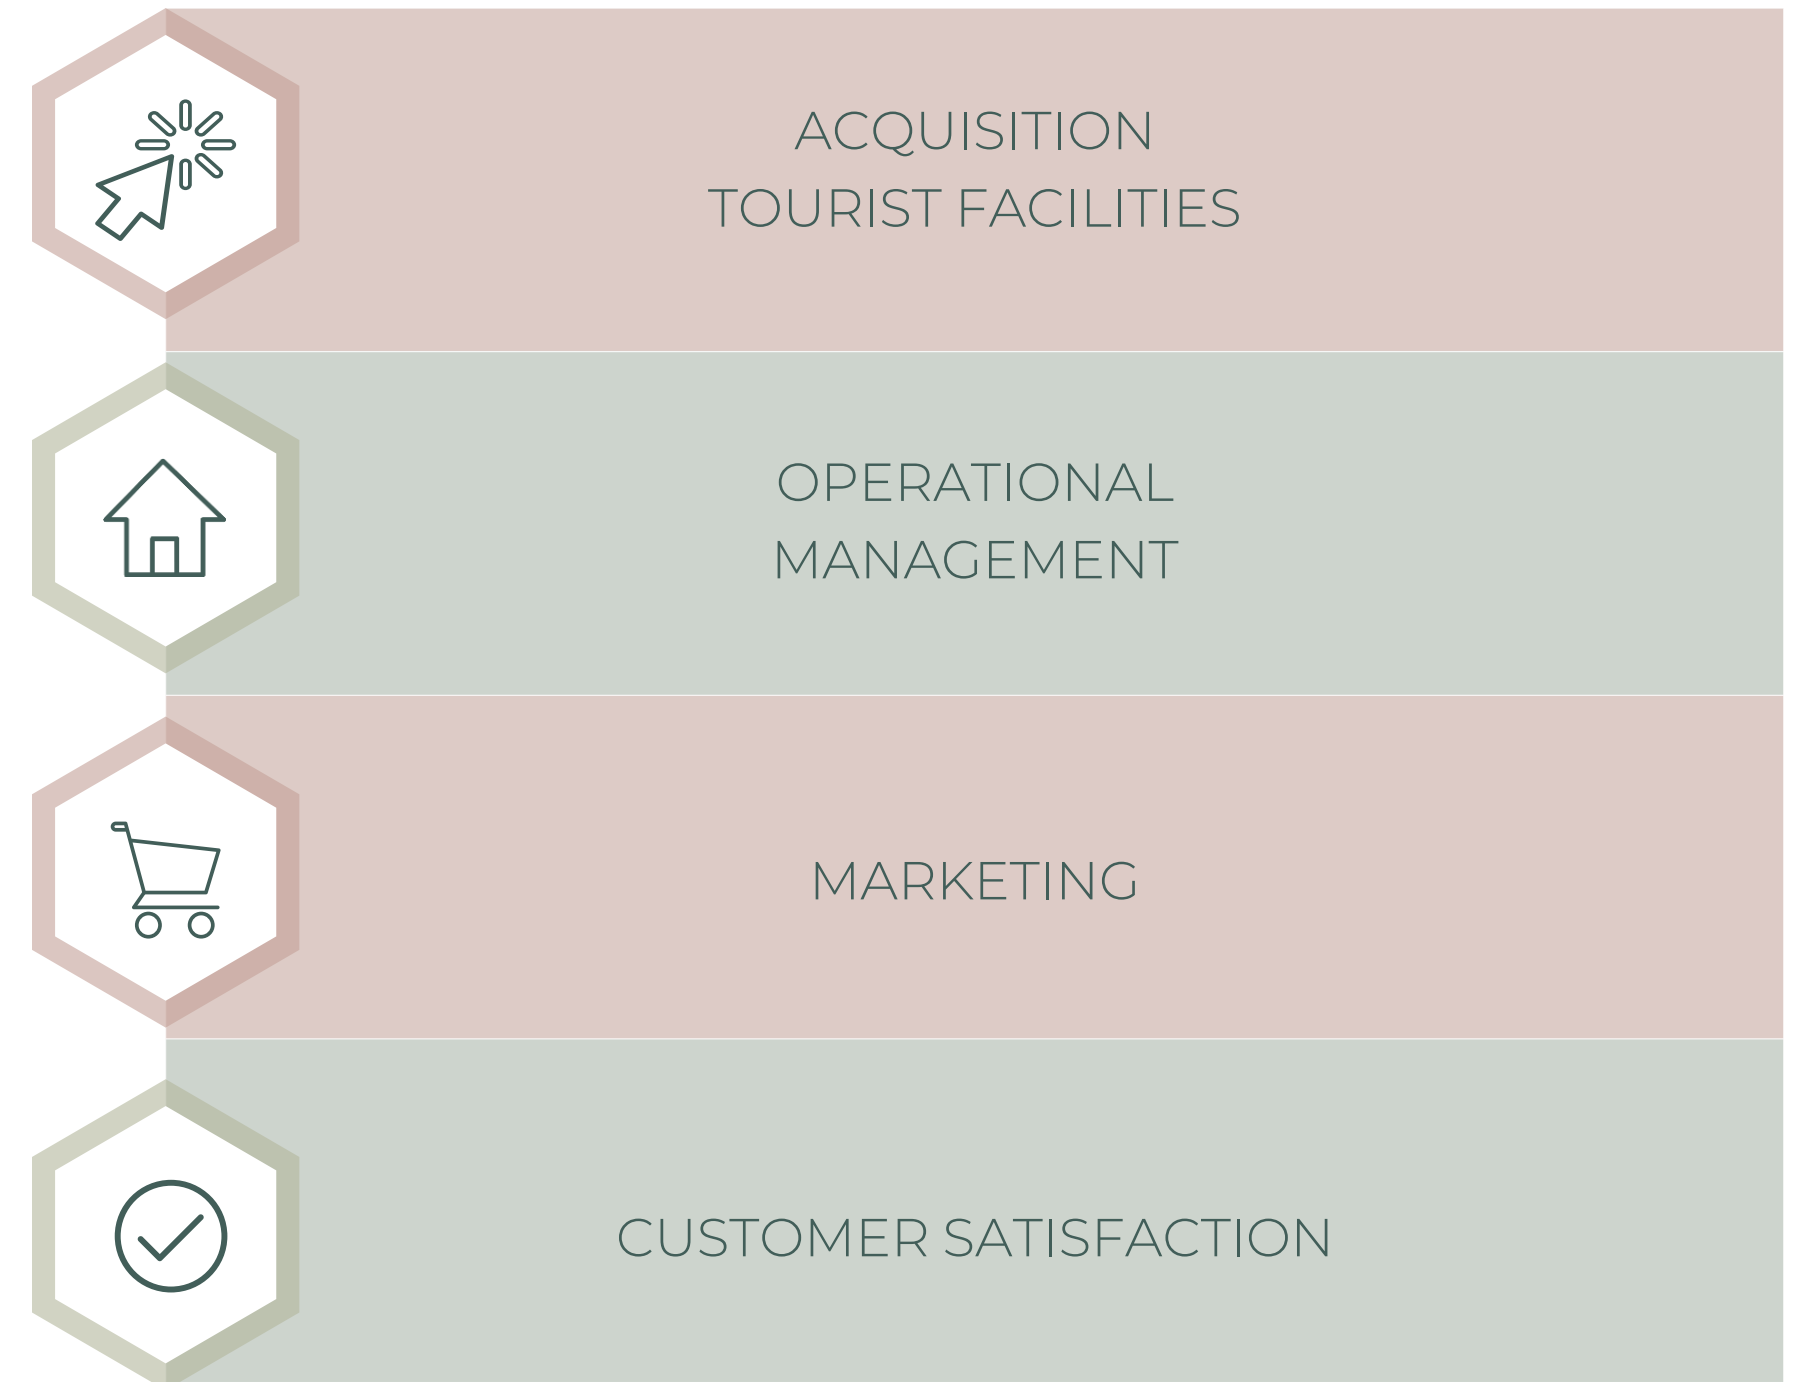 ACQUISITION
TOURIST FACILITIES
OPERATIONAL
MANAGEMENT
MARKETING
CUSTOMER SATISFACTION